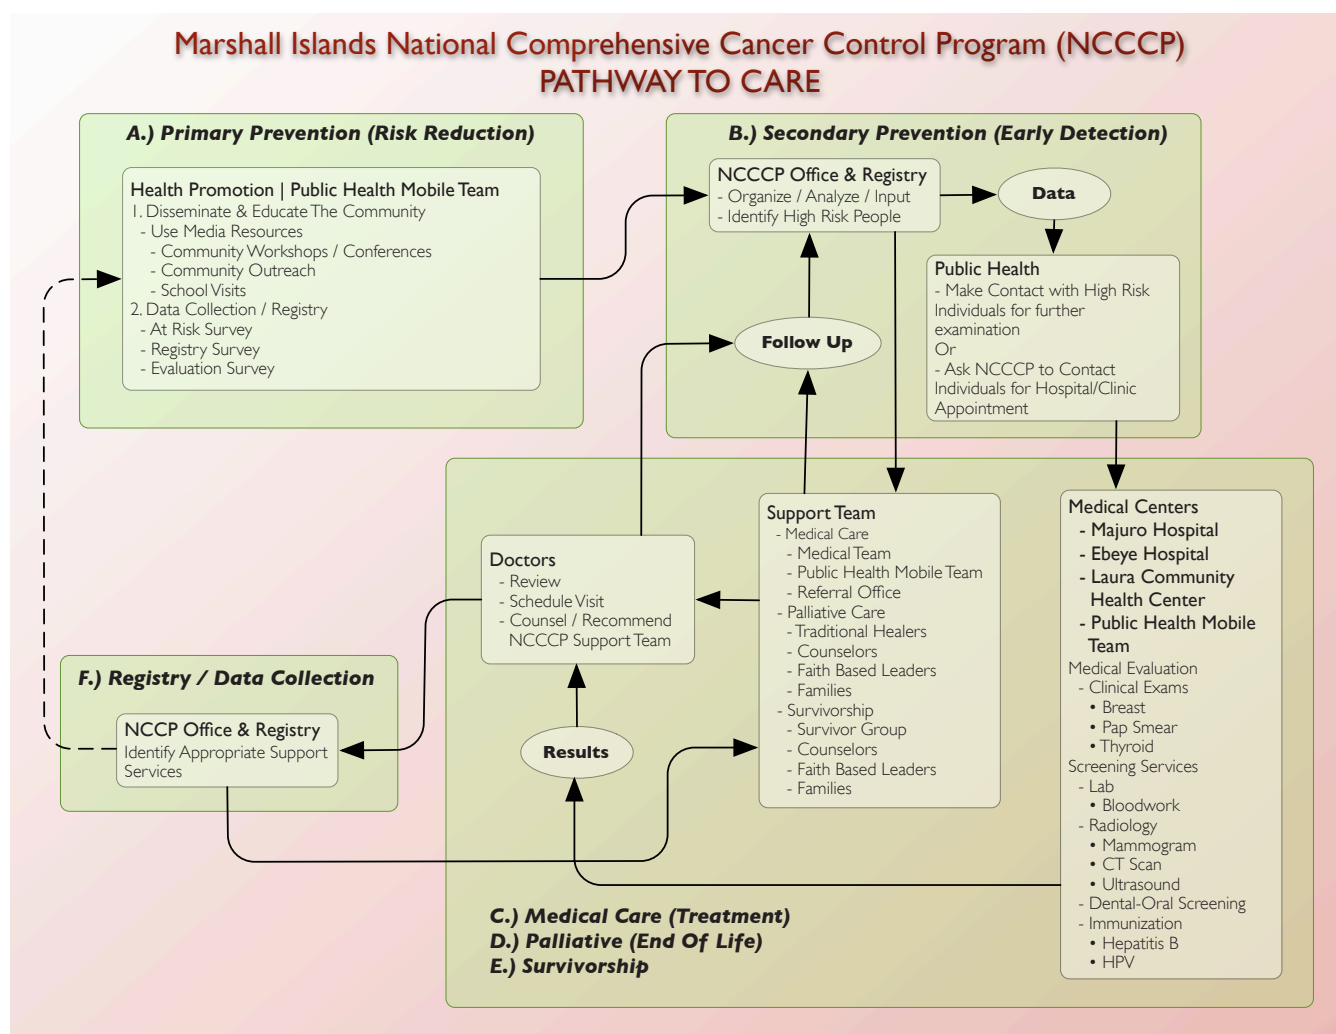 Marshall Islands National Comprehensive Cancer Control Program (NCCCP)
PATHWAY TO CARE
A.) Primary Prevention (Risk Reduction)
Health Promotion | Public Health Mobile Team
1. Disseminate & Educate The Community
- Use Media Resources
- Community Workshops / Conferences
- Community Outreach
- School Visits
2. Data Collection / Registry
- At Risk Survey
- Registry Survey
- Evaluation Survey
B.) Secondary Prevention (Early Detection)
NCCCP Office & Registry
- Organize / Analyze / Input
- Identify High Risk People
Data
Public Health
- Make Contact with High Risk
Individuals for further
examination
Or
- Ask NCCCP to Contact
Individuals for Hospital/Clinic
Appointment
Follow Up
Support Team
- Medical Care
- Medical Team
- Public Health Mobile Team
- Referral Office
- Palliative Care
- Traditional Healers
- Counselors
- Faith Based Leaders
- Families
- Survivorship
- Survivor Group
- Counselors
- Faith Based Leaders
- Families
Medical Centers
- Majuro Hospital
- Ebeye Hospital
- Laura Community
Health Center
- Public Health Mobile
Team
Medical Evaluation
- Clinical Exams
• Breast
• Pap Smear
• Thyroid
Screening Services
- Lab
• Bloodwork
- Radiology
• Mammogram
• CT Scan
• Ultrasound
- Dental-Oral Screening
- Immunization
• Hepatitis B
• HPV
Doctors
- Review
- Schedule Visit
- Counsel / Recommend
NCCCP Support Team
Results
F.) Registry / Data Collection
NCCP Office & Registry
Identify Appropriate Support
Services
C.) Medical Care (Treatment)
D.) Palliative (End Of Life)
E.) Survivorship